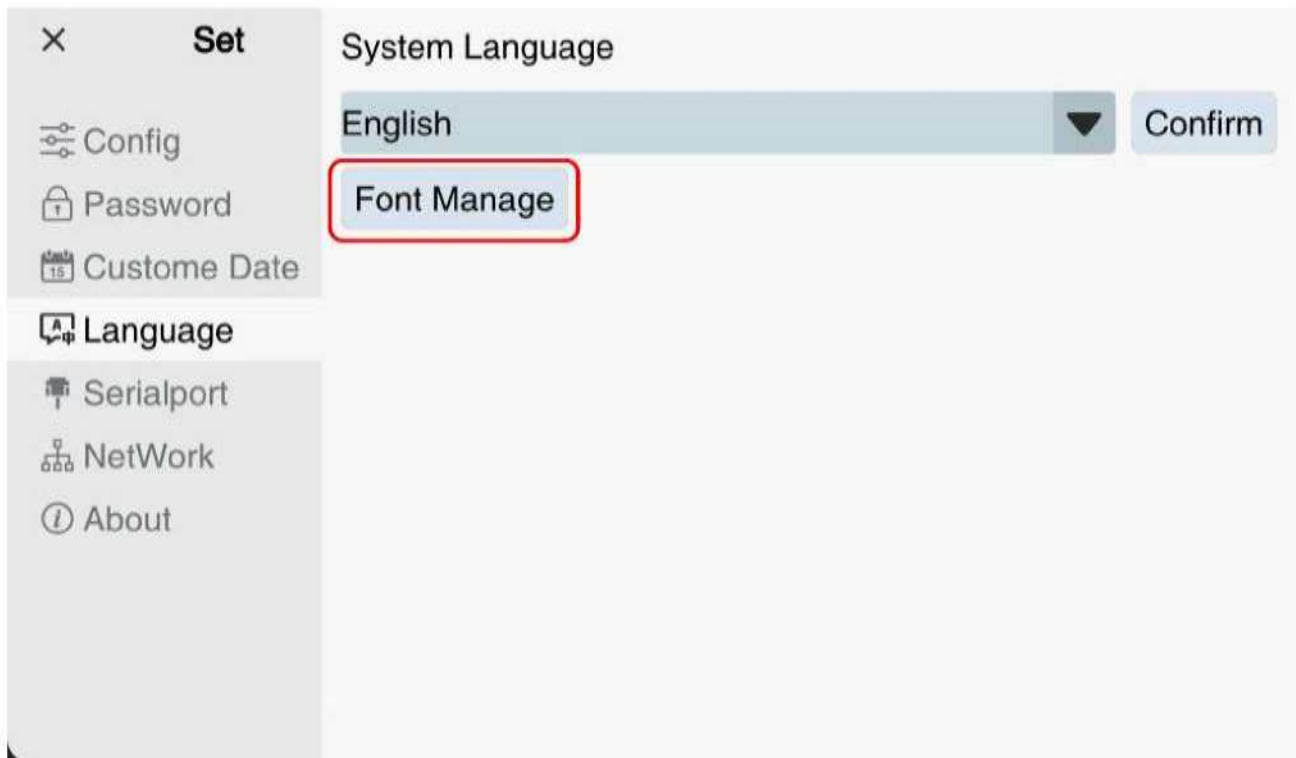 Set
Config
Password
Custome Date
Language
Serialport
NetWork
About
System Language
English
Confirm
Font Manage